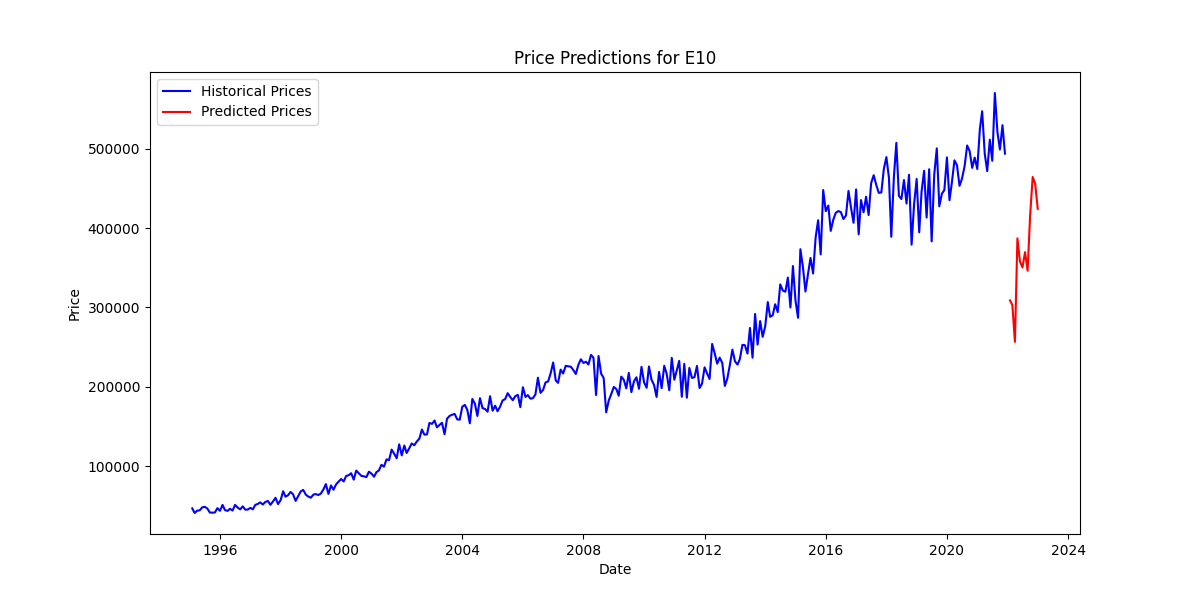 Price Predictions for E10
Historical Prices
Predicted Prices
500000
400000
300000
200000
100000
Price
1996 2000 2004 2008 2012 2016 2020 2024
Date